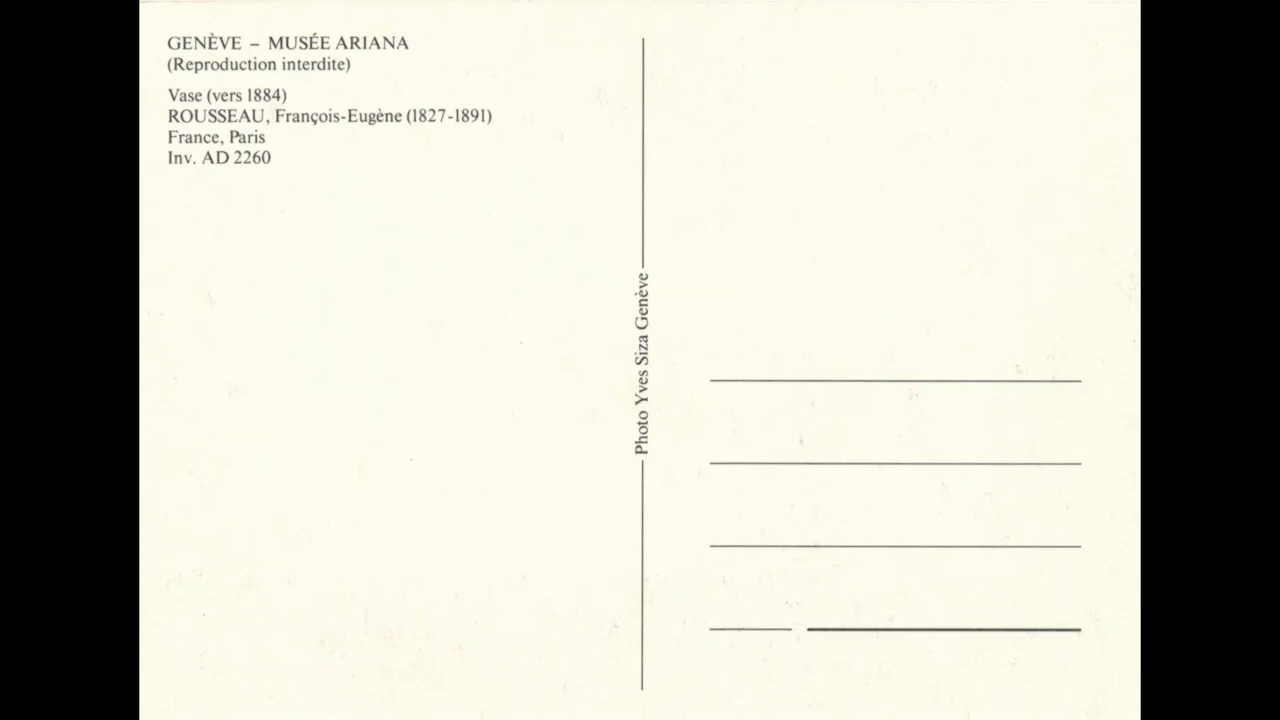 GENÈVE – MUSÉE ARIANA
(Reproduction interdite)
Vase (vers 1884)
ROUSSEAU, François-Eugène (1827-1891)
France, Paris
Inv. AD 2260
Photo Yves Siza Genève